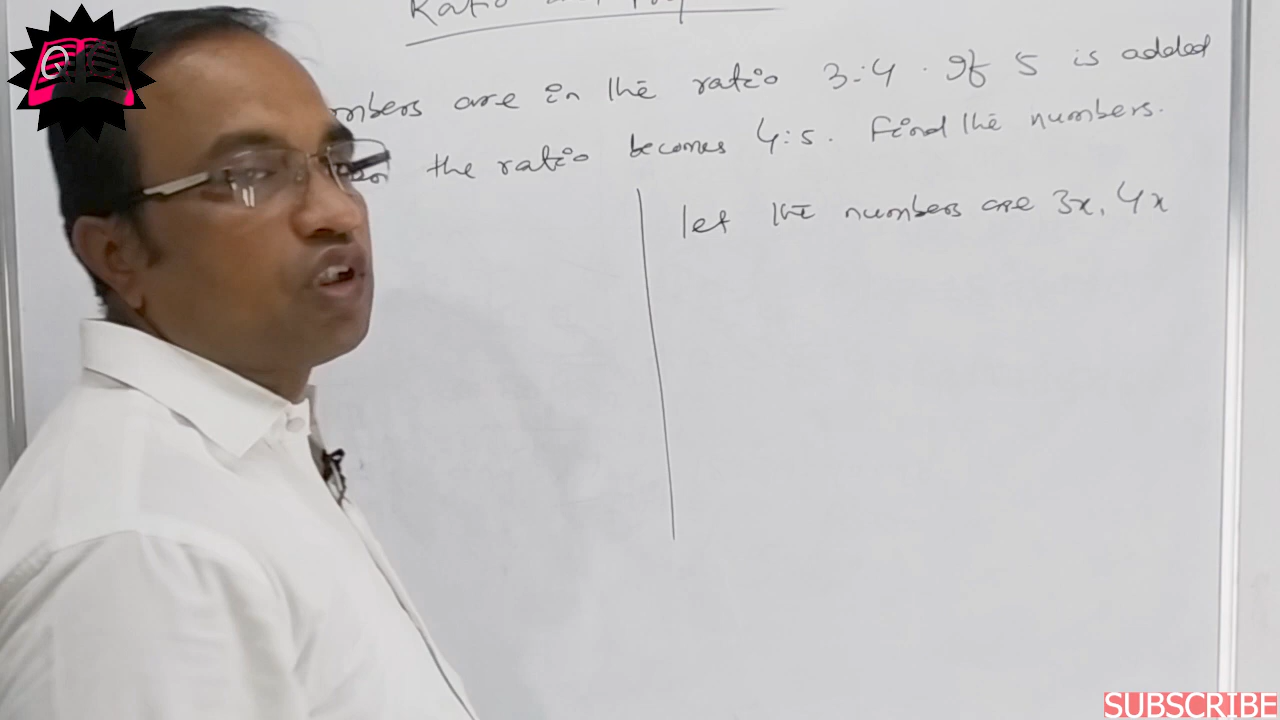 Ratio
are in the ratio 3:4. If 5 is added
the ratio becomes 4:5. Find the numbers.
let the numbers are 3x, 4x
SUBSCRIBE